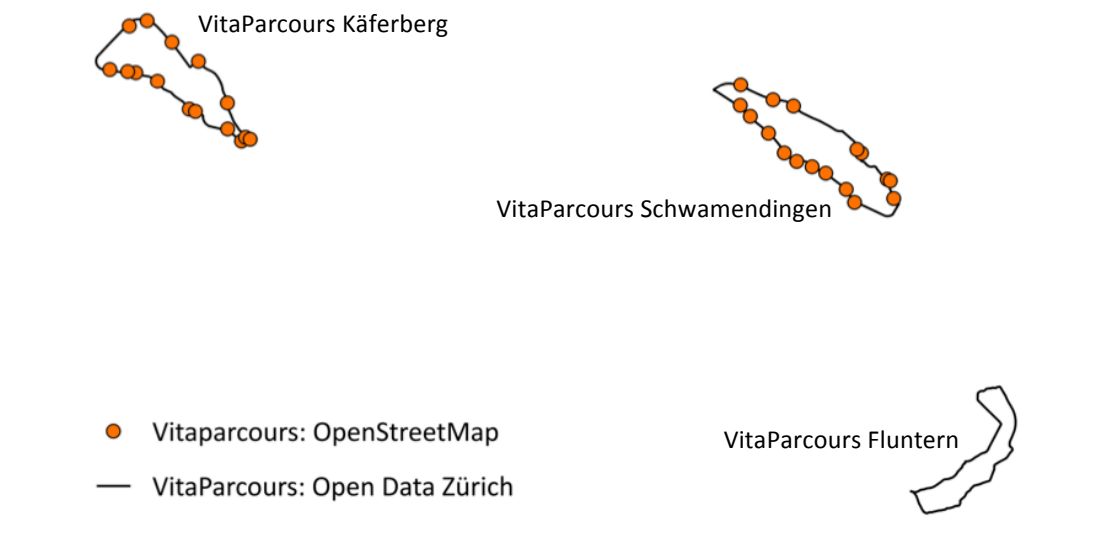 VitaParcours Käferberg
VitaParcours Schwamendingen
VitaParcours Fluntern
Vitaparcours: OpenStreetMap
VitaParcours: Open Data Zürich